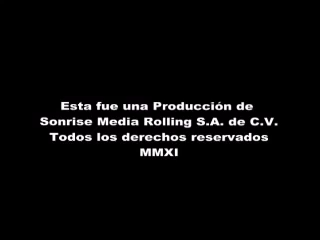 Esta fue una Producción de
Sonrise Media Rolling S.A. de C.V.
Todos los derechos reservados
MMXI